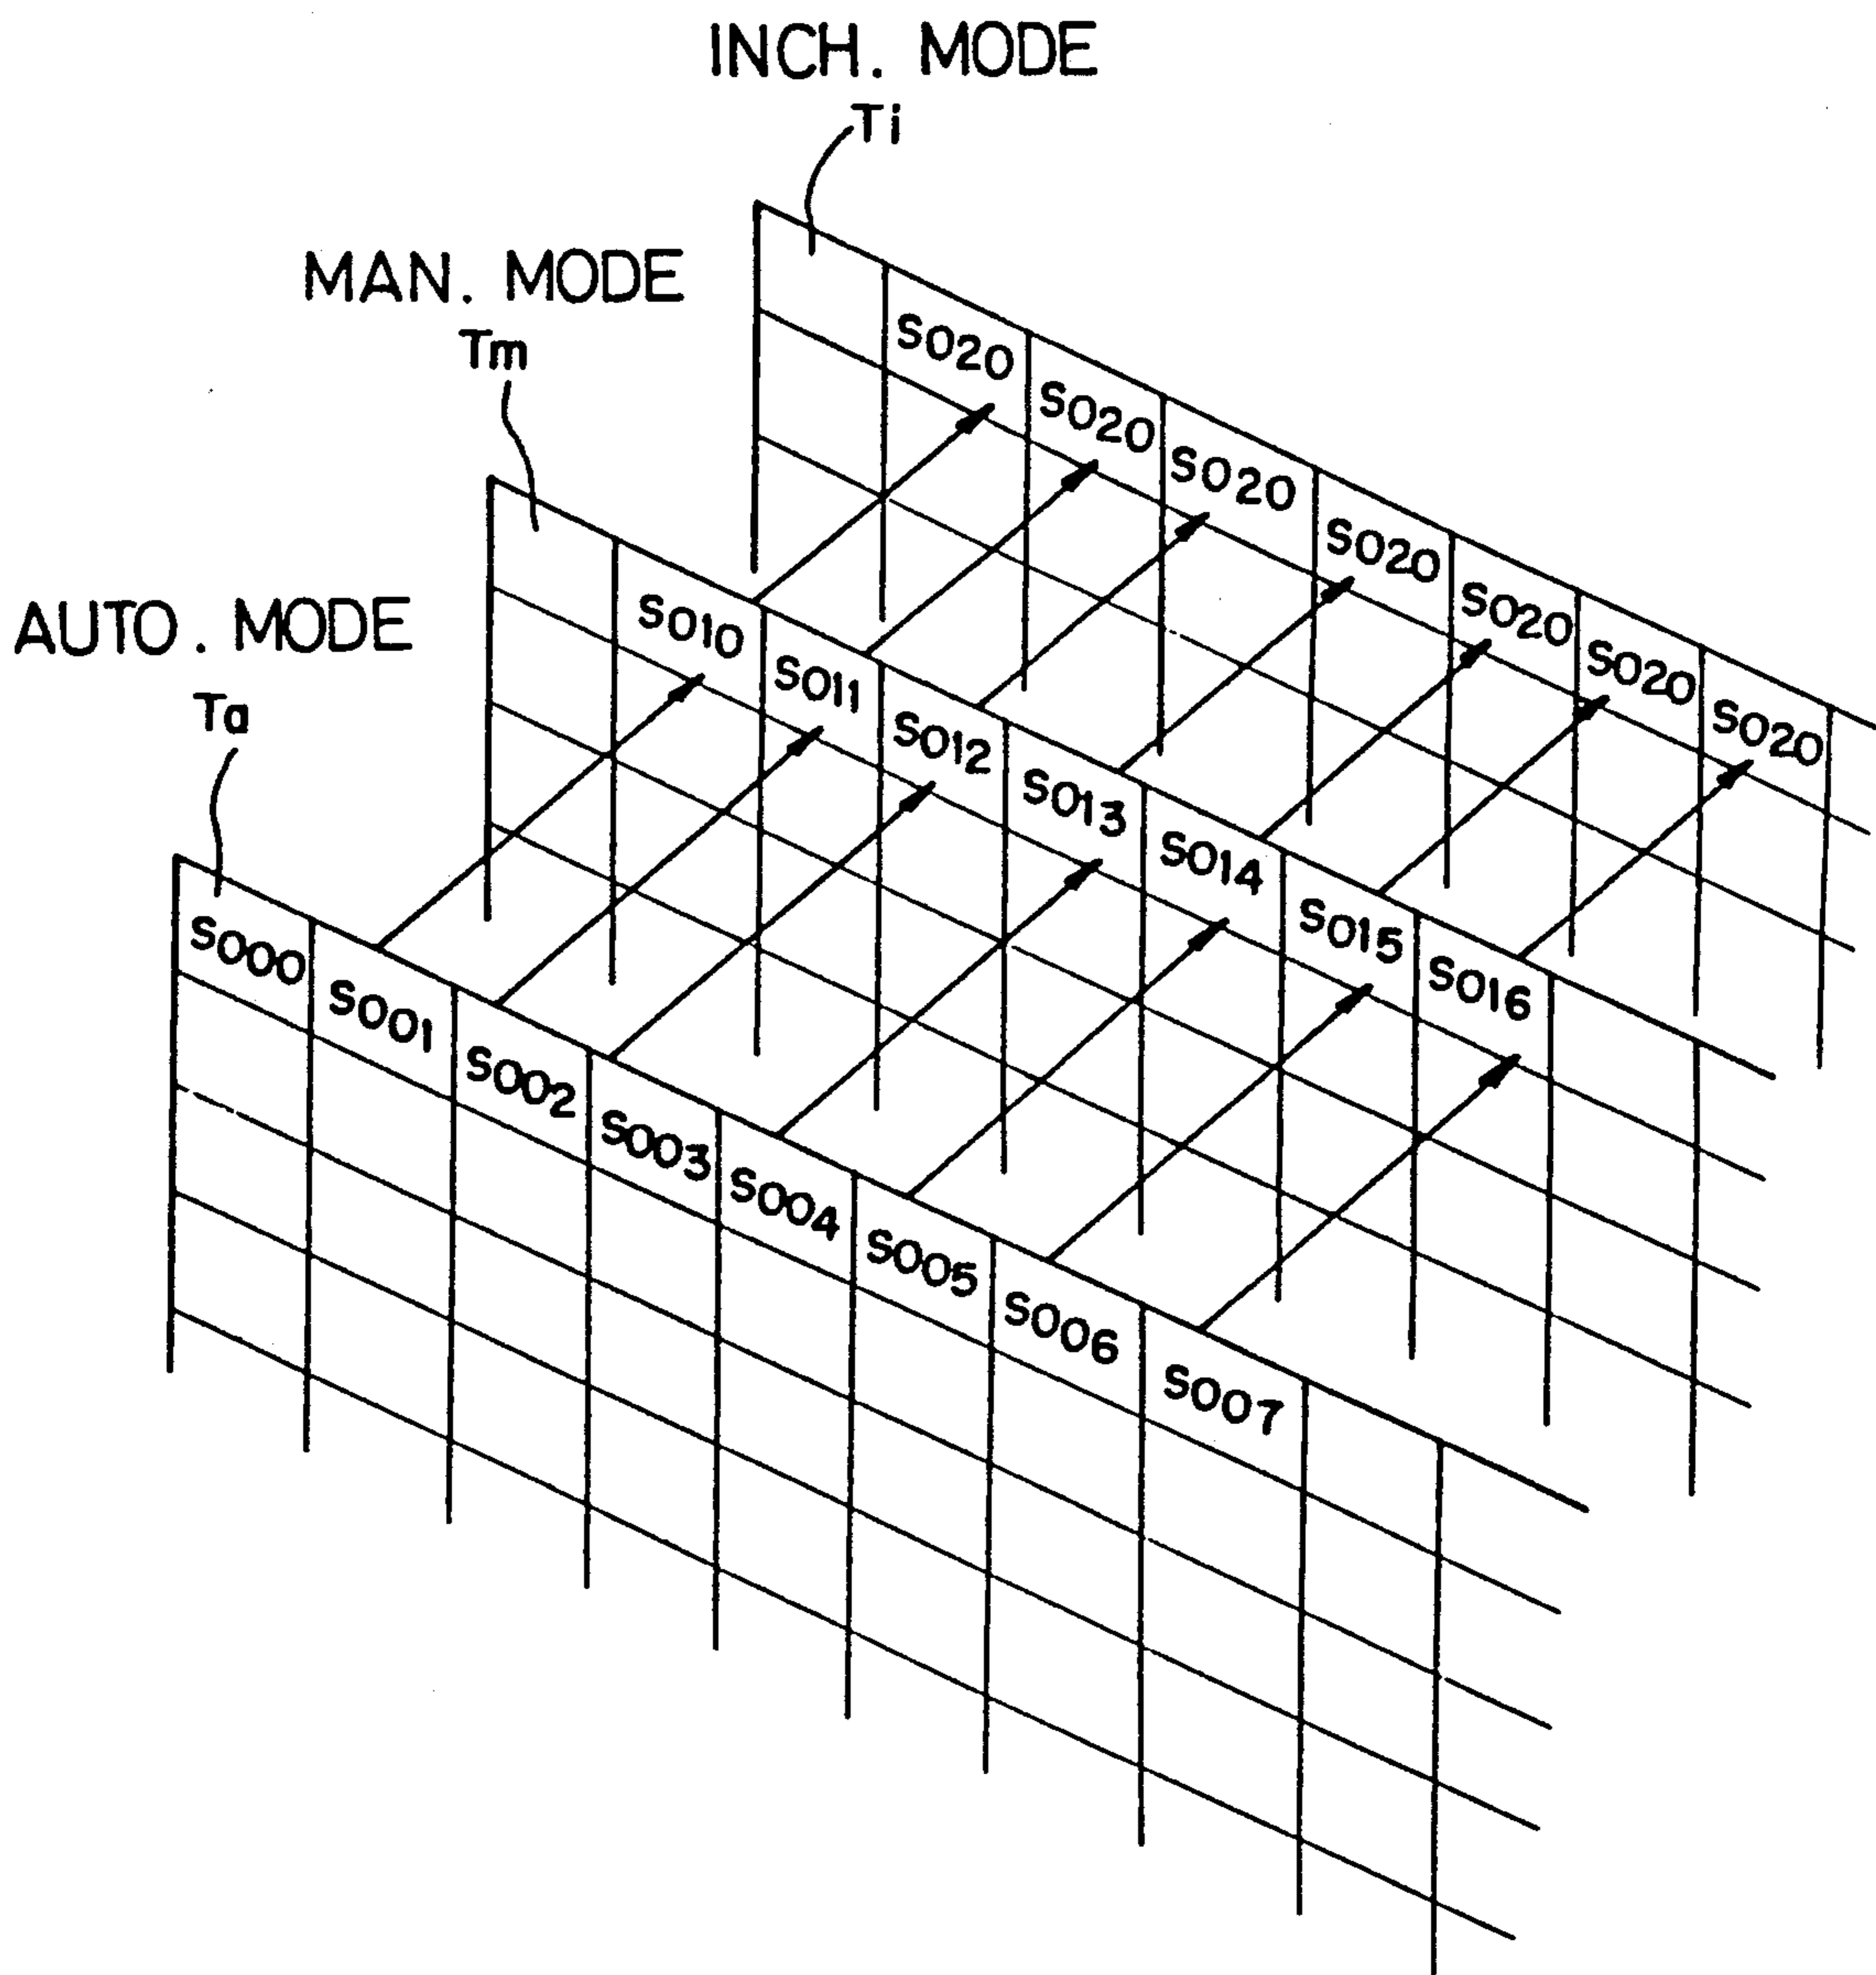 INCH. MODE
Ti
MAN. MODE
Tm
AUTO. MODE
Ta
S020 S020 S020 S020 S020 S020 S020
S010 S011 S012 S013 S014 S015 S016
S000 S001 S002 S003 S004 S005 S006 S007